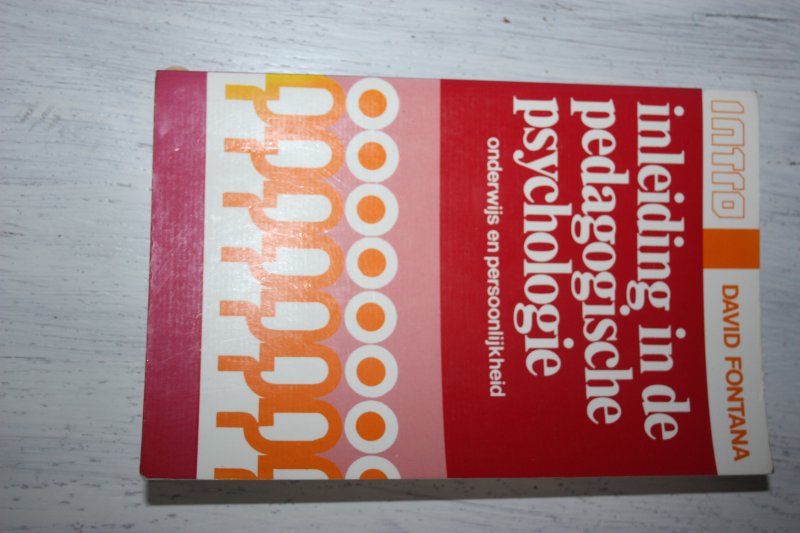 intro
DAVID FONTANA
inleiding in de
pedagogische
psychologie
onderwijs en persoonlijkheid